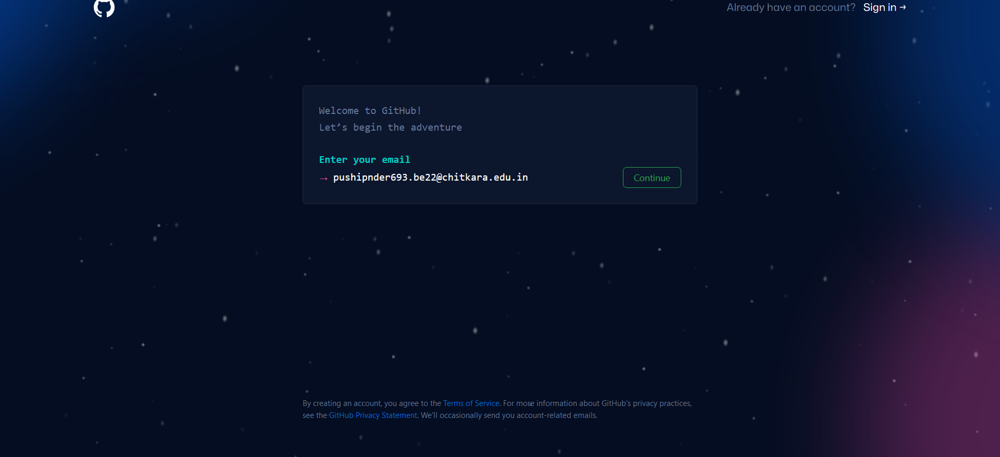 Already have an account? Sign in →
Welcome to GitHub!
Let’s begin the adventure
Enter your email
→ pushipnder693.be22@chitkara.edu.in
Continue
By creating an account, you agree to the Terms of Service. For more information about GitHub's privacy practices,
see the GitHub Privacy Statement. We'll occasionally send you account-related emails.